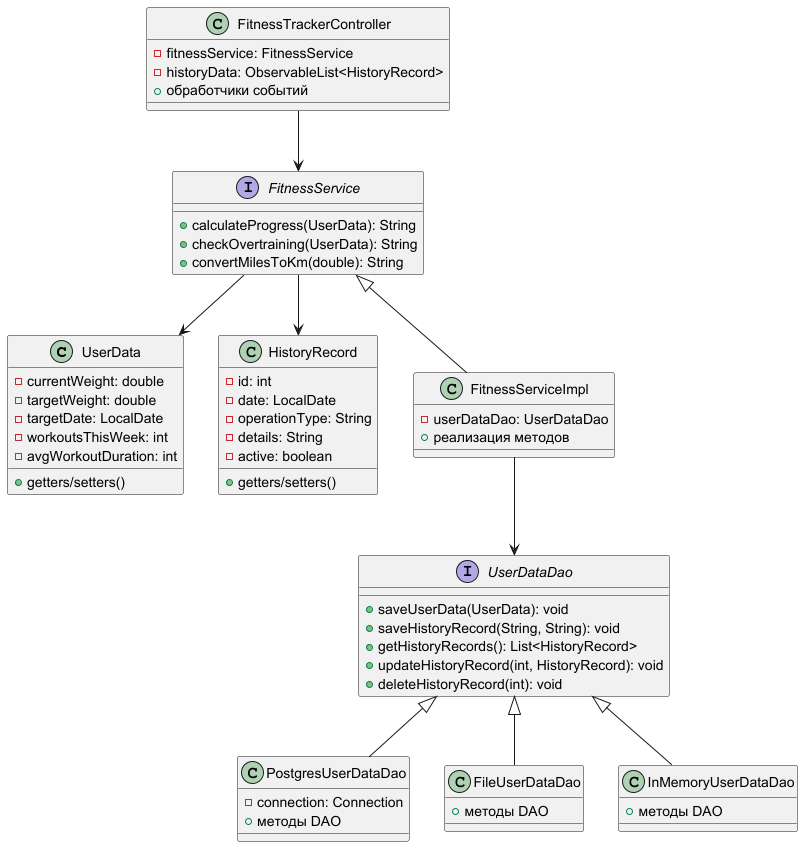 C FitnessTrackerController
fitnessService: FitnessService
historyData: ObservableList<HistoryRecord>
обработчики событий
I FitnessService
calculateProgress(UserData): String
checkOvertraining(UserData): String
convertMilesToKm(double): String
C UserData
currentWeight: double
targetWeight: double
targetDate: LocalDate
workoutsThisWeek: int
avgWorkoutDuration: int
getters/setters()
C HistoryRecord
id: int
date: LocalDate
operationType: String
details: String
active: boolean
getters/setters()
C FitnessServiceImpl
userDataDao: UserDataDao
реализация методов
I UserDataDao
saveUserData(UserData): void
saveHistoryRecord(String, String): void
getHistoryRecords(): List<HistoryRecord>
updateHistoryRecord(int, HistoryRecord): void
deleteHistoryRecord(int): void
C PostgresUserDataDao
connection: Connection
методы DAO
C FileUserDataDao
методы DAO
C InMemoryUserDataDao
методы DAO